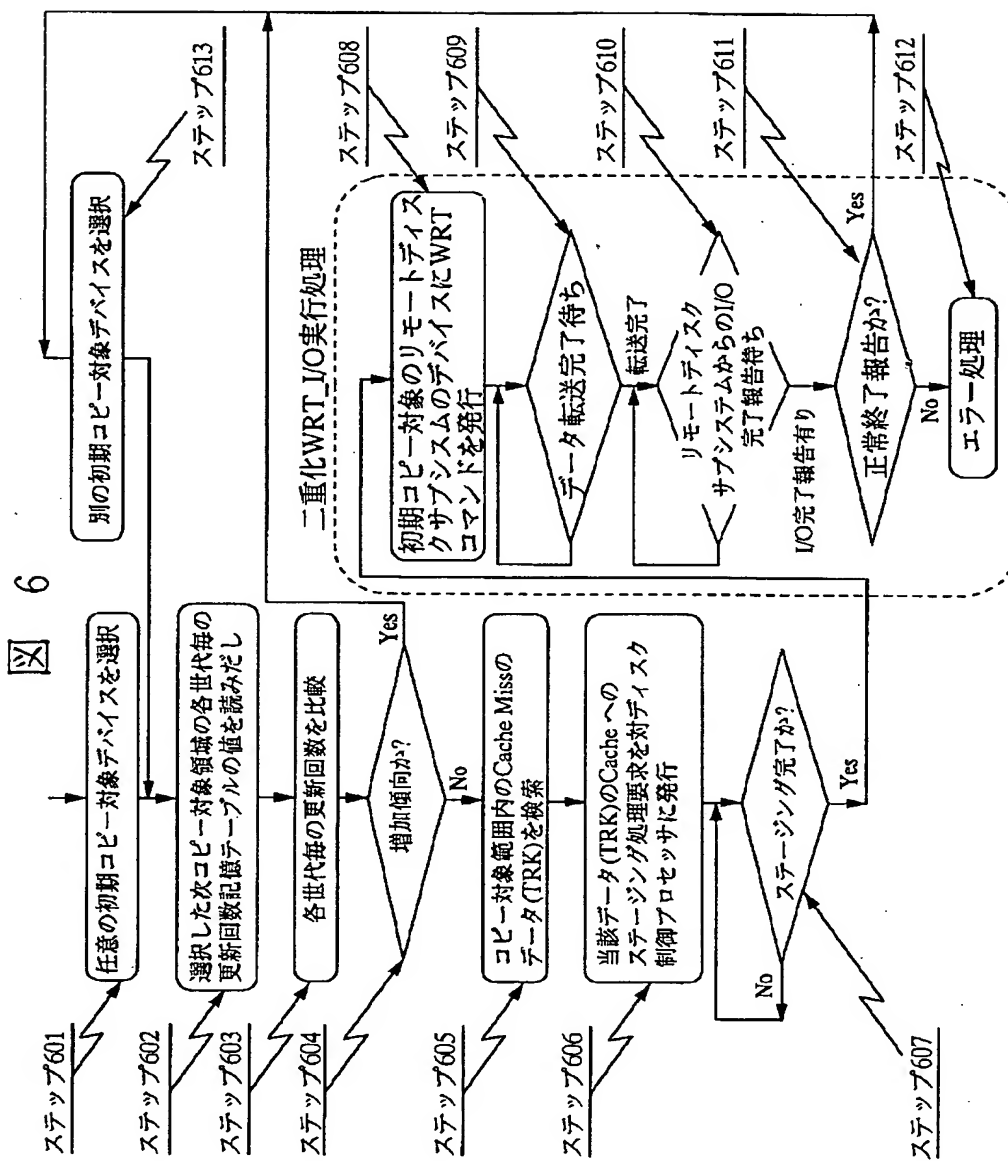 図 6
ステップ601
任意の初期コピー対象デバイスを選択
ステップ602
選択した次コピー対象領域の各世代毎の
更新回数記憶テーブルの値を読みだし
ステップ603
各世代毎の更新回数を比較
ステップ604
増加傾向か?
Yes
No
ステップ605
コピー対象範囲内のCache Missの
データ(TRK)を検索
ステップ606
当該データ(TRK)のCache への
ステージング処理要求を対ディスク
制御プロセッサに発行
ステージング完了か?
No
Yes
ステップ607
別の初期コピー対象デバイスを選択
ステップ613
二重化WRT_I/O実行処理
初期コピー対象のリモートディス
クサブシスムのデバイスにWRT
コマンドを発行
ステップ608
データ転送完了待ち
ステップ609
転送完了
リモートディスク
サブシステムからのI/O
完了報告待ち
ステップ610
I/O完了報告有り
正常終了報告か?
ステップ611
Yes
No
エラー処理
ステップ612